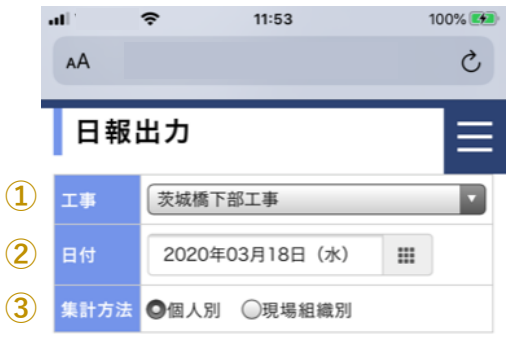 11:53 100%
AA
日報出力
① 工事 茨城橋下部工事
② 日付 2020年03月18日（水）
③ 集計方法 個人別 現場組織別